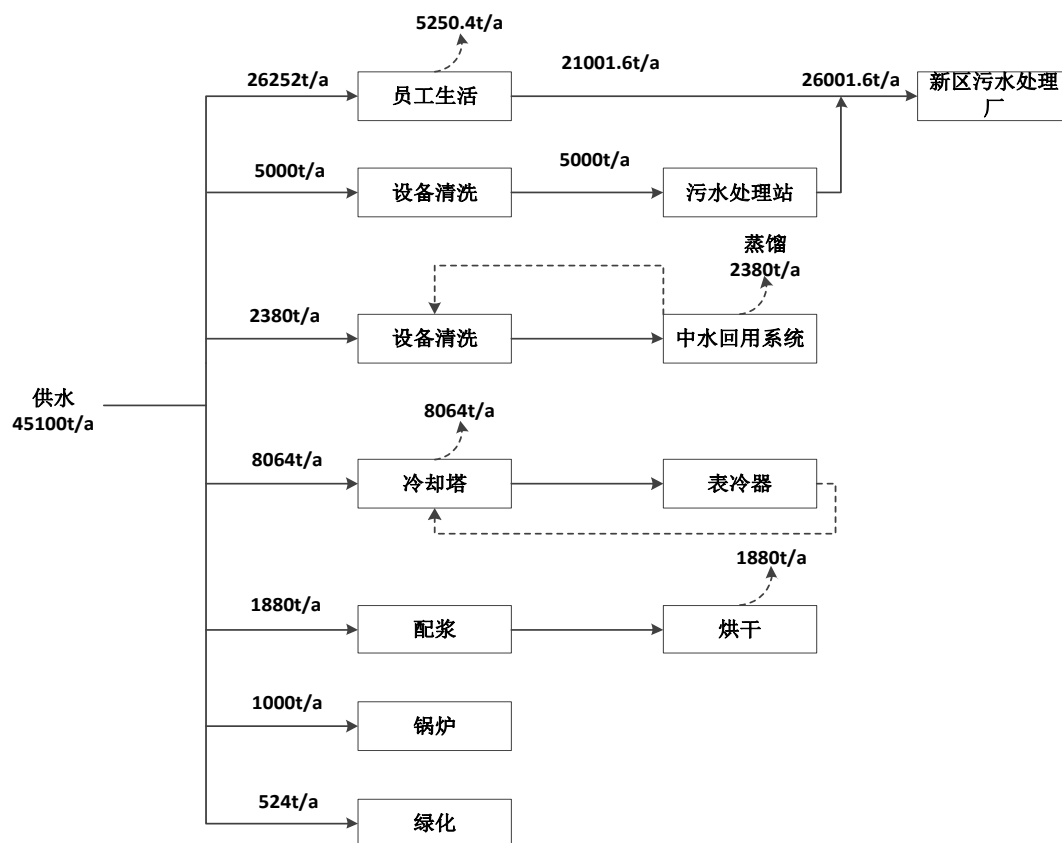 5250.4t/a
26252t/a
员工生活
21001.6t/a
26001.6t/a
新区污水处理
厂
5000t/a
设备清洗
5000t/a
污水处理站
蒸馏
2380t/a
2380t/a
设备清洗
中水回用系统
供水
45100t/a
8064t/a
8064t/a
冷却塔
表冷器
1880t/a
1880t/a
配浆
烘干
1000t/a
锅炉
524t/a
绿化